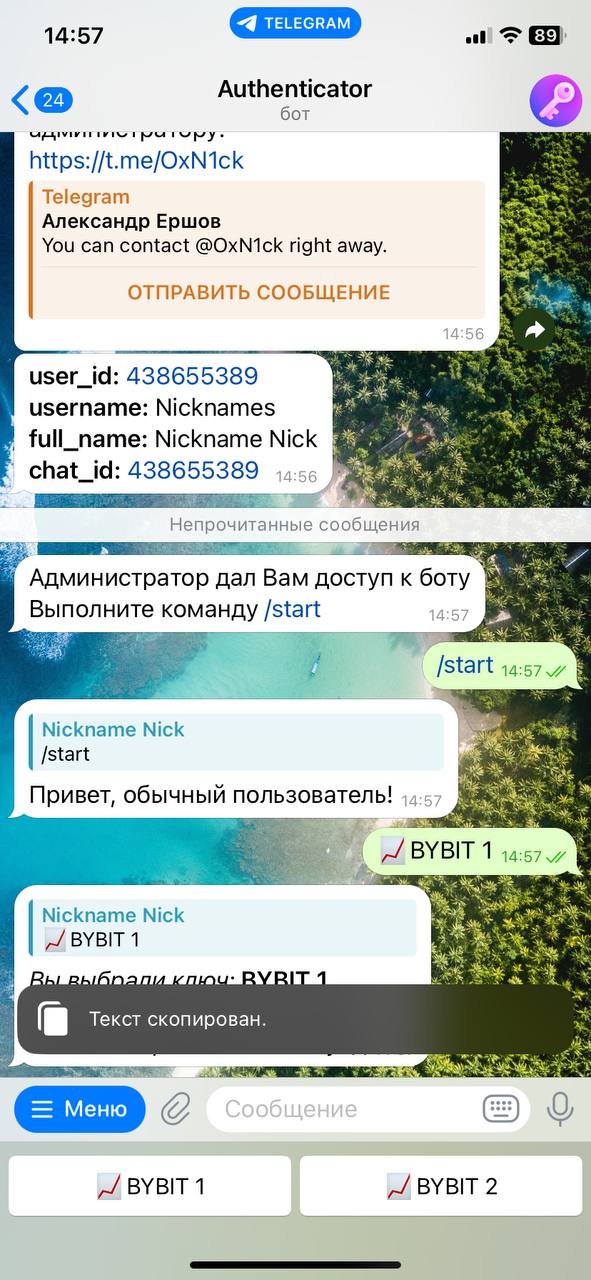 14:57
TELEGRAM
89
24
Authenticator
бот
администратору:
https://t.me/OxN1ck
Telegram
Александр Ершов
You can contact @OxN1ck right away.
ОТПРАВИТЬ СООБЩЕНИЕ
14:56
user_id: 438655389
username: Nicknames
full_name: Nickname Nick
chat_id: 438655389 14:56
Непрочитанные сообщения
Администратор дал Вам доступ к боту
Выполните команду /start 14:57
/start 14:57
Nickname Nick
/start
Привет, обычный пользователь! 14:57
BYBIT 1 14:57
Nickname Nick
BYBIT 1
Вы выбрали ключ: BYBIT 1
Текст скопирован.
Меню
Сообщение
BYBIT 1
BYBIT 2